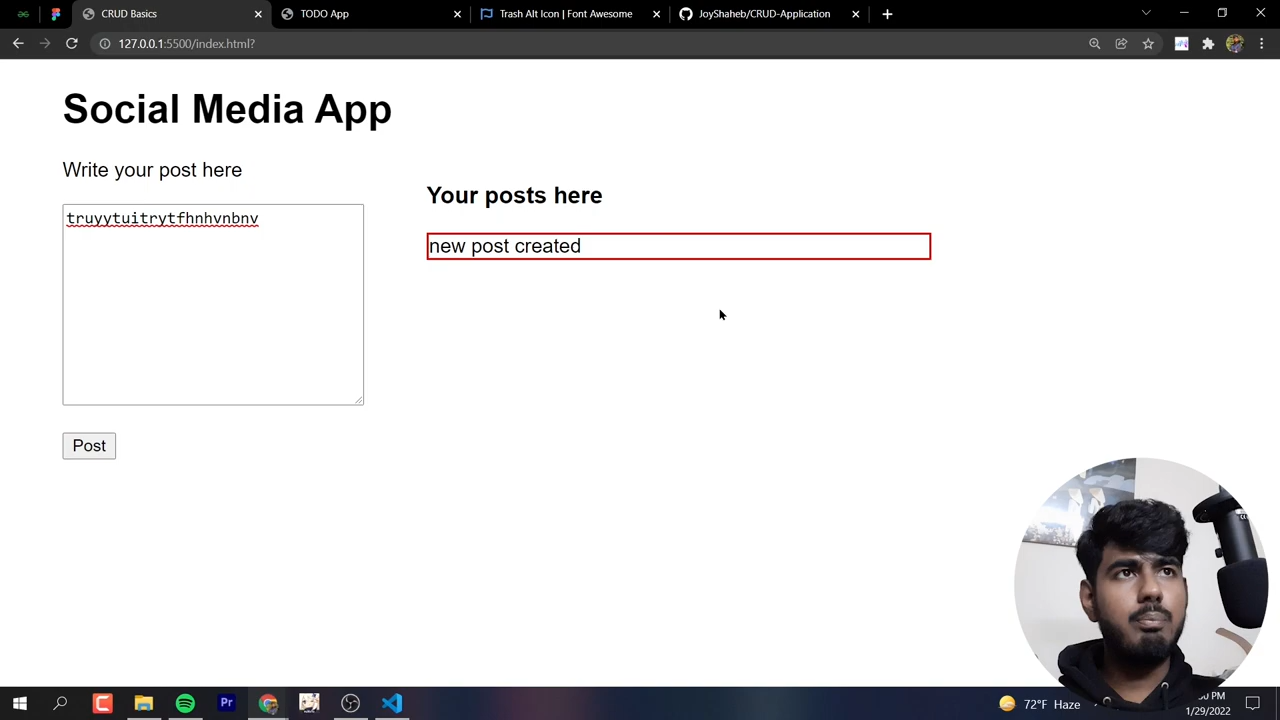 CRUD Basics
TODO App
Trash Alt Icon | Font Awesome
JoyShaheb/CRUD-Application
127.0.0.1:5500/index.html?
Social Media App
Write your post here
truyytuitrytfhnhvnbnv
Post
Your posts here
new post created
Pr
72°F Haze
PM
1/29/2022